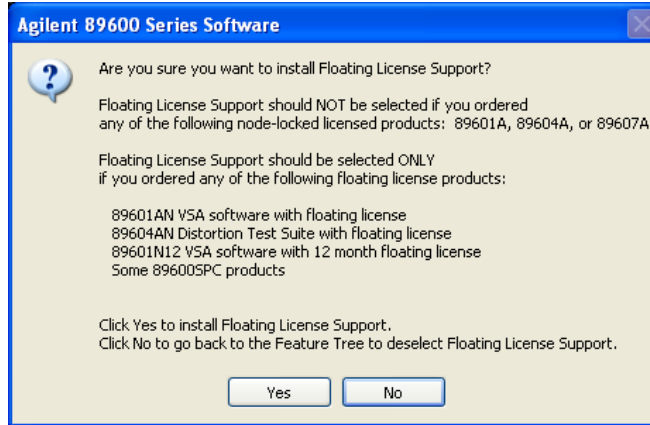 Agilent 89600 Series Software
Are you sure you want to install Floating License Support?
Floating License Support should NOT be selected if you ordered
any of the following node-locked licensed products:  89601A, 89604A, or 89607A
Floating License Support should be selected ONLY
if you ordered any of the following floating license products:
89601AN VSA software with floating license
89604AN Distortion Test Suite with floating license
89601N12 VSA software with 12 month floating license
Some 89600SPC products
Click Yes to install Floating License Support.
Click No to go back to the Feature Tree to deselect Floating License Support.
Yes
No